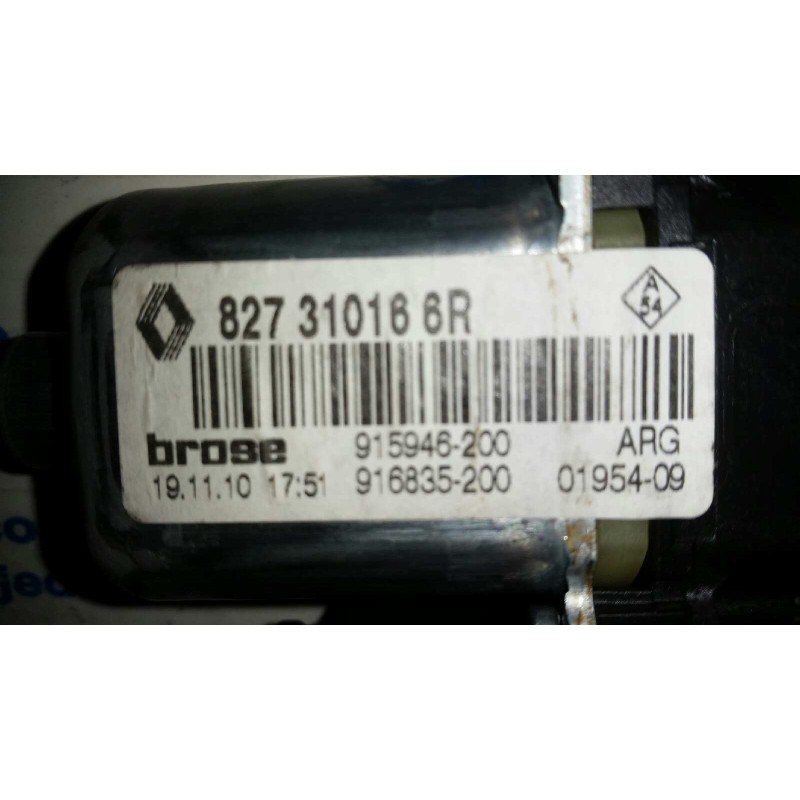 827 31016 6R
A
54
brose 915946-200 ARG
19.11.10 17:51 916835-200 01954-09